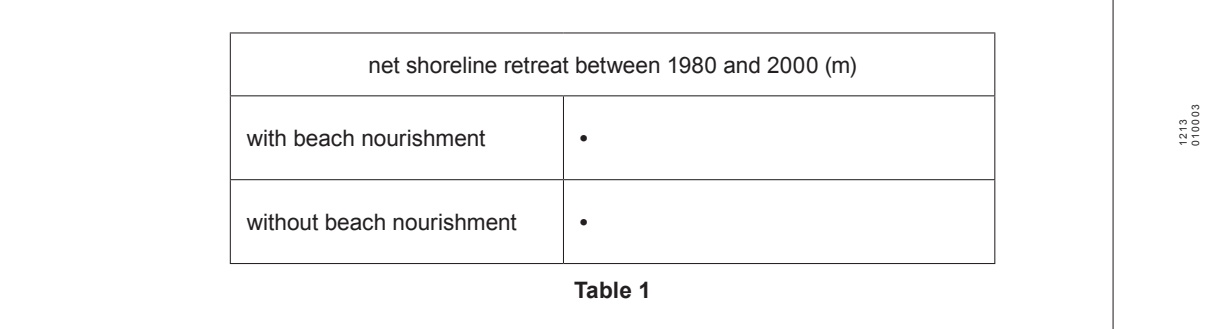 net shoreline retreat between 1980 and 2000 (m)
with beach nourishment •
without beach nourishment •
Table 1
1213
010003